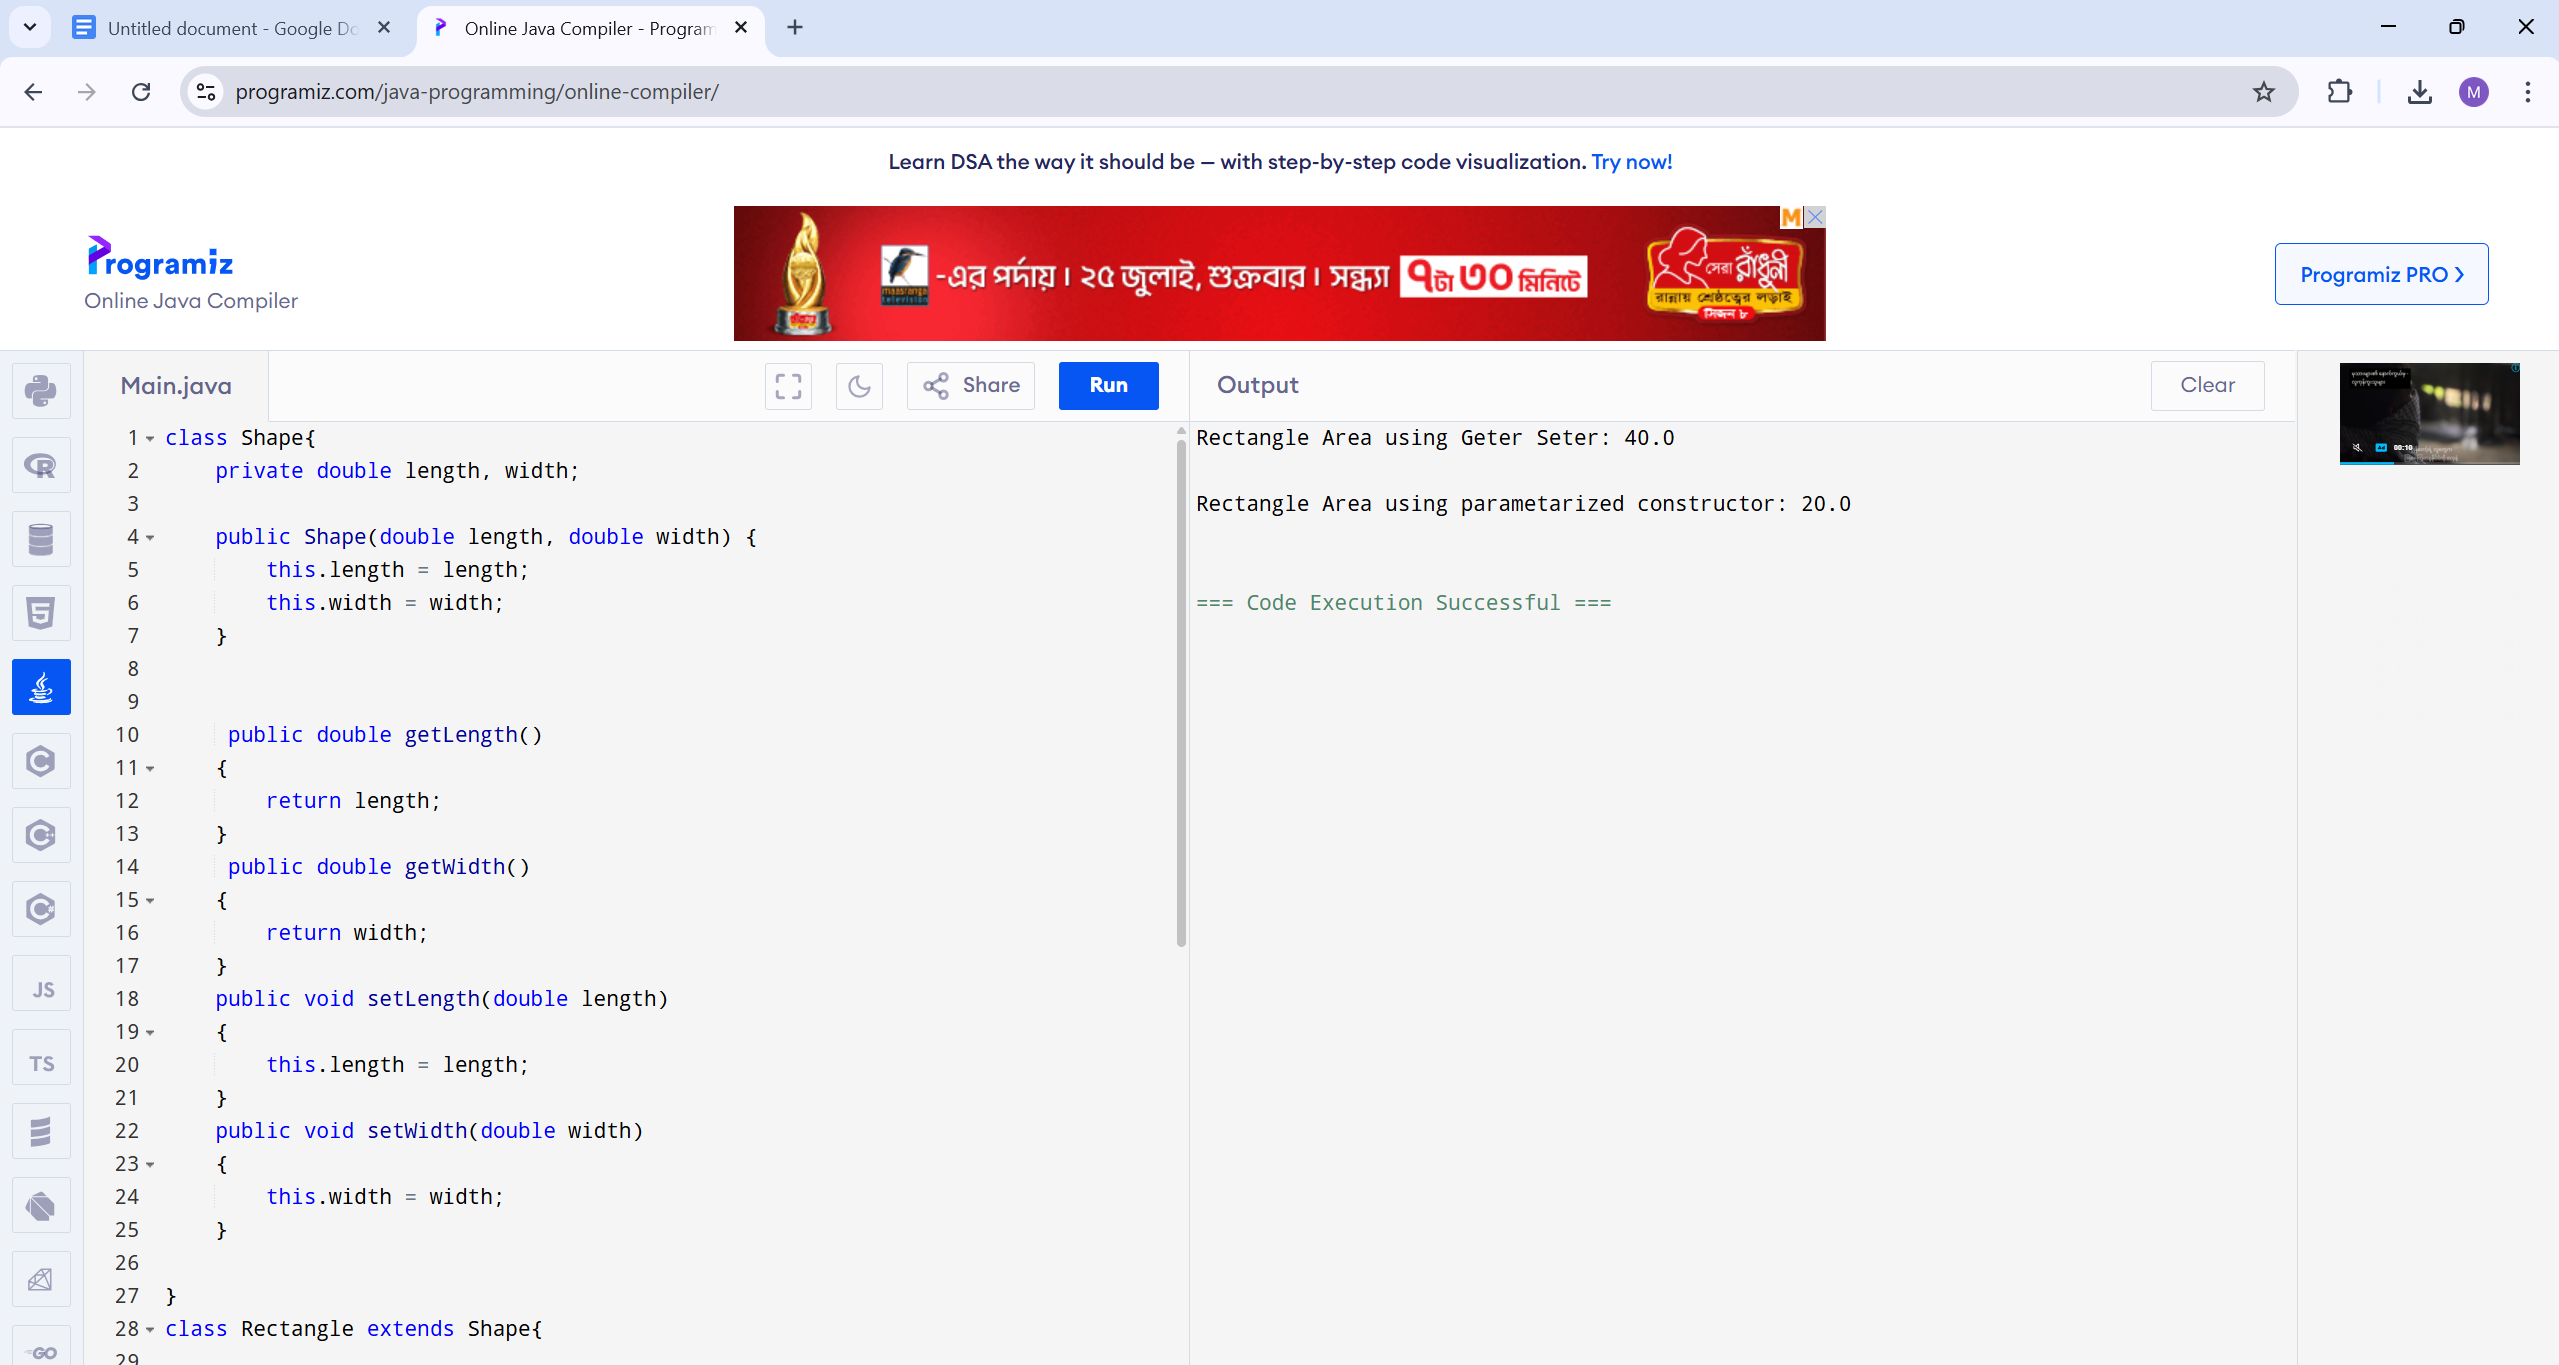 Untitled document - Google Do
Online Java Compiler - Program
programiz.com/java-programming/online-compiler/
M
Learn DSA the way it should be — with step-by-step code visualization. Try now!
Programiz
Online Java Compiler
maasranga
television
-এর পর্দায় । ২৫ জুলাই, শুক্রবার । সন্ধ্যা ৭টা ৩০ মিনিটে
সেরা রাঁধুনী
রান্নায় শ্রেষ্ঠত্বের লড়াই
সিজন ৮
M
Programiz PRO
Main.java
Share
Run
Output
Clear
1 class Shape{
2 private double length, width;
3
4 public Shape(double length, double width) {
5 this.length = length;
6 this.width = width;
7 }
8
9
10 public double getLength()
11 {
12 return length;
13 }
14 public double getWidth()
15 {
16 return width;
17 }
18 public void setLength(double length)
19 {
20 this.length = length;
21 }
22 public void setWidth(double width)
23 {
24 this.width = width;
25 }
26
27 }
28 class Rectangle extends Shape{
29
Rectangle Area using Geter Seter: 40.0
Rectangle Area using parametarized constructor: 20.0
=== Code Execution Successful ===
R
5
C
C
C
JS
TS
GO
Ad
00:10